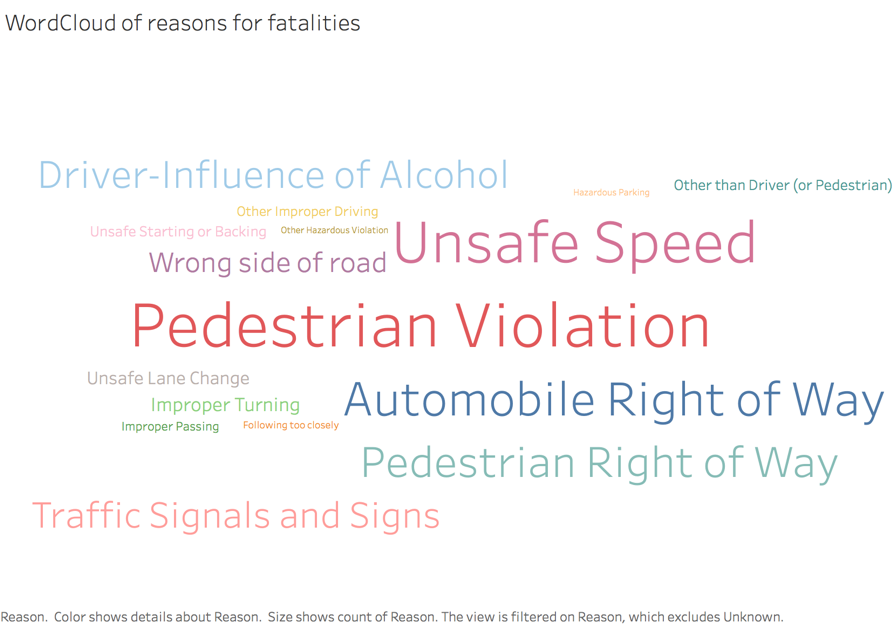 WordCloud of reasons for fatalities
Driver-Influence of Alcohol
Hazardous Parking
Other than Driver (or Pedestrian)
Other Improper Driving
Unsafe Starting or Backing
Other Hazardous Violation
Unsafe Speed
Wrong side of road
Pedestrian Violation
Unsafe Lane Change
Automobile Right of Way
Improper Turning
Improper Passing
Following too closely
Pedestrian Right of Way
Traffic Signals and Signs
Reason.  Color shows details about Reason.  Size shows count of Reason. The view is filtered on Reason, which excludes Unknown.